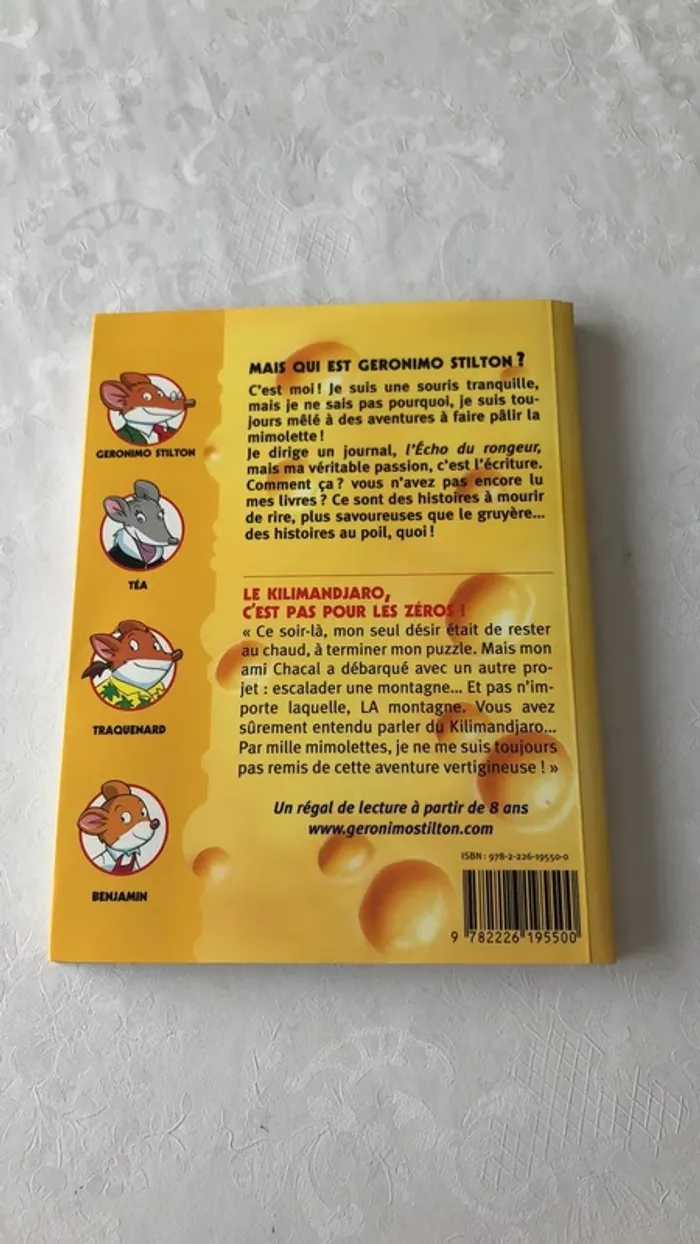 MAIS QUI EST GERONIMO STILTON ?
C'est moi ! Je suis une souris tranquille,
mais je ne sais pas pourquoi, je suis tou-
jours mêlé à des aventures à faire pâlir la
mimolette !
Je dirige un journal, l'Écho du rongeur,
mais ma véritable passion, c'est l'écriture.
Comment ça ? vous n'avez pas encore lu
mes livres ? Ce sont des histoires à mourir
de rire, plus savoureuses que le gruyère...
des histoires au poil, quoi !
GERONIMO STILTON
TÉA
TRAQUENARD
BENJAMIN
LE KILIMANDJARO,
C'EST PAS POUR LES ZÉROS !
« Ce soir-là, mon seul désir était de rester
au chaud, à terminer mon puzzle. Mais mon
ami Chacal a débarqué avec un autre pro-
jet : escalader une montagne... Et pas n'im-
porte laquelle, LA montagne. Vous avez
sûrement entendu parler du Kilimandjaro...
Par mille mimolettes, je ne me suis toujours
pas remis de cette aventure vertigineuse ! »
Un régal de lecture à partir de 8 ans
www.geronimostilton.com
ISBN : 978-2-226-19550-0
9 782226 195500